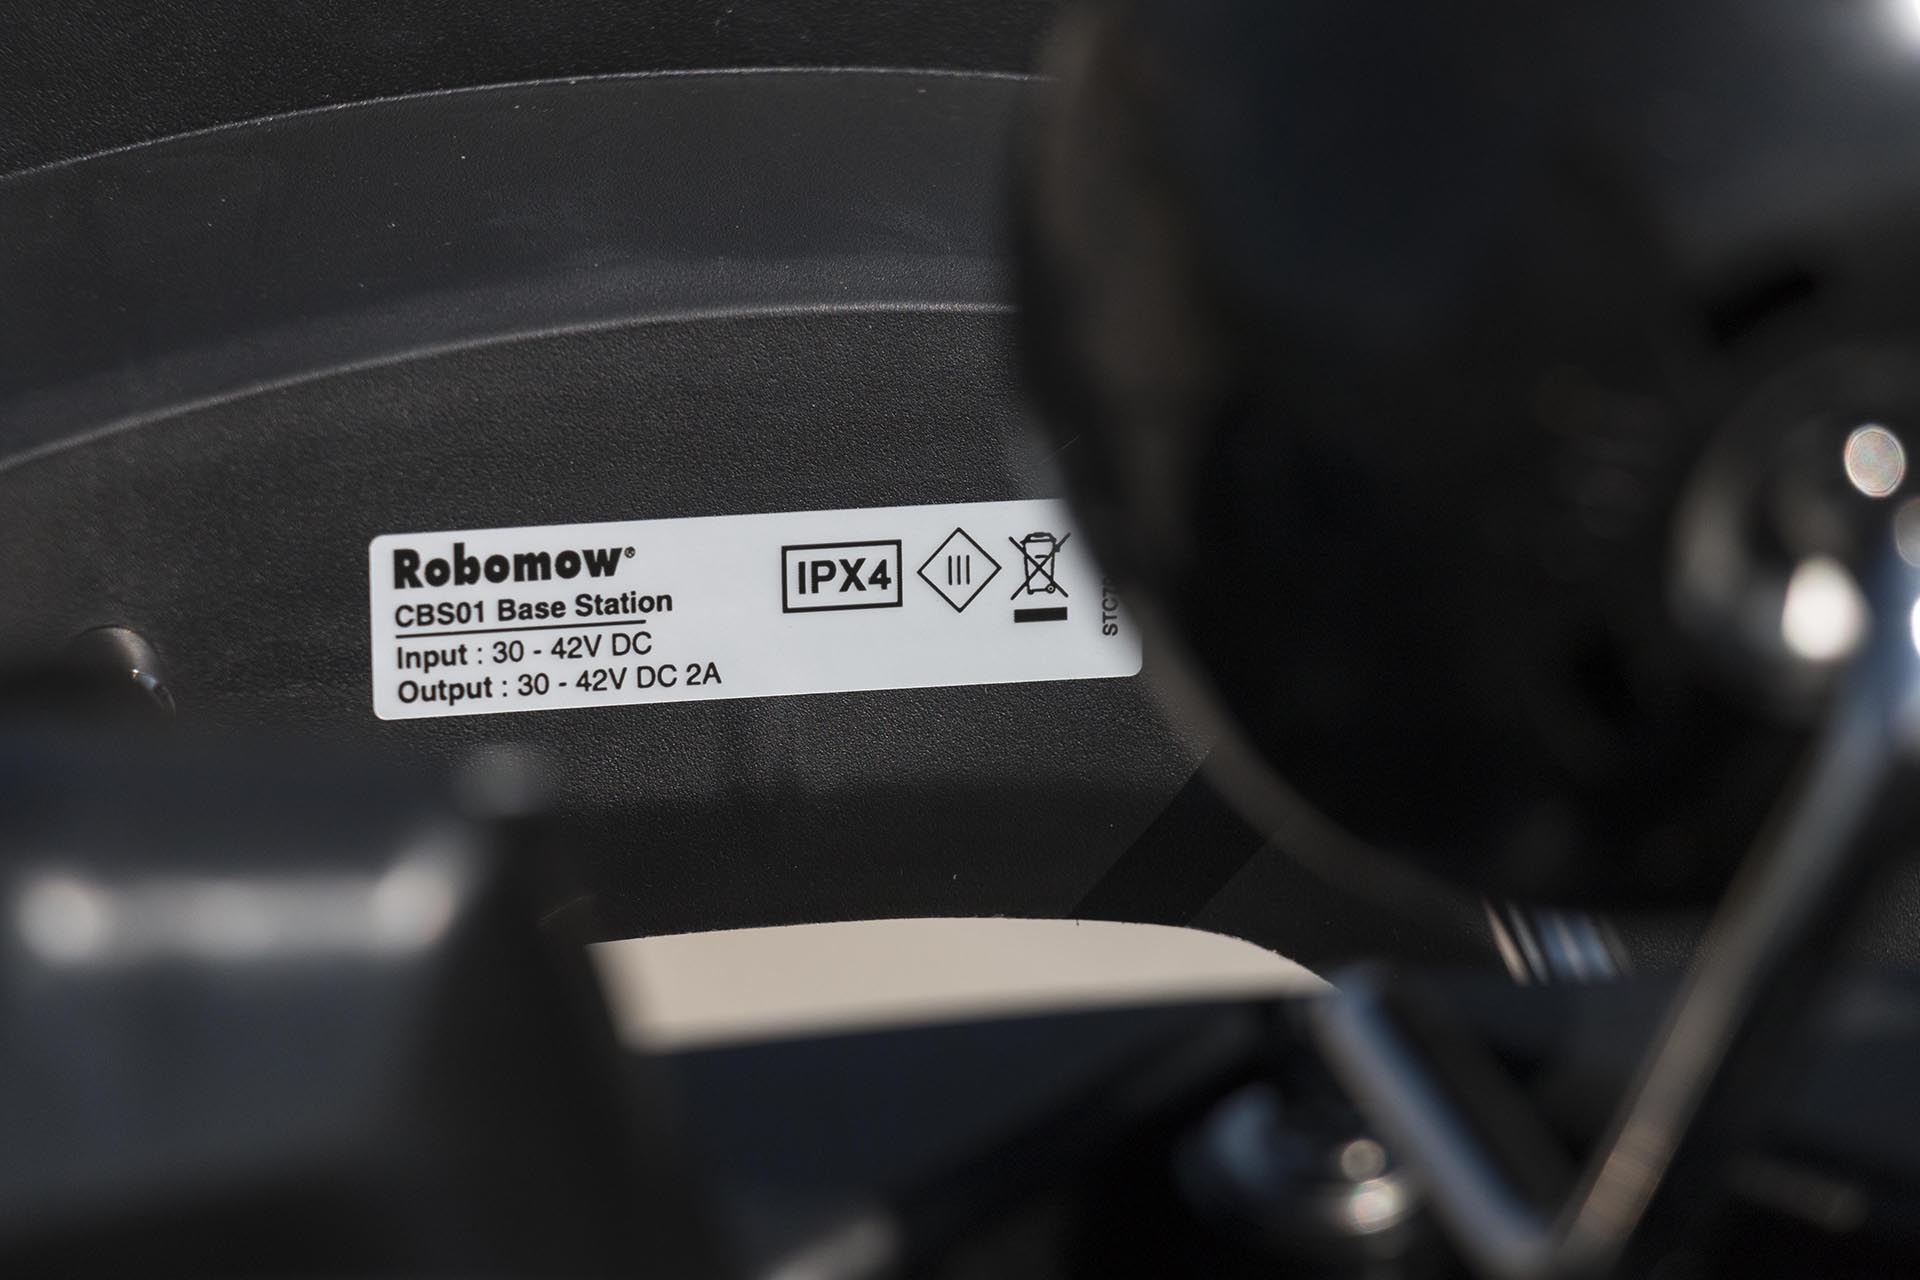 Robomow®
CBS01 Base Station
Input : 30 - 42V DC
Output : 30 - 42V DC 2A
IPX4
III